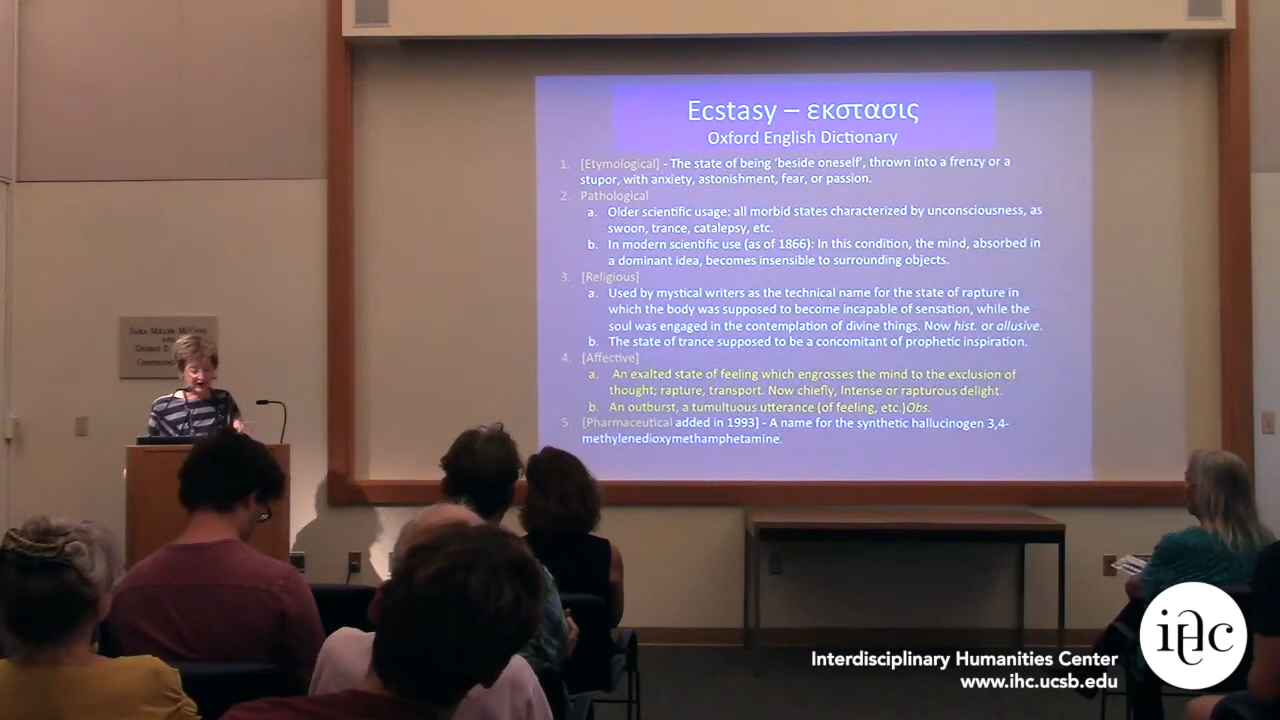 Ecstasy – εκστασις
Oxford English Dictionary
1. [Etymological] - The state of being ‘beside oneself’, thrown into a frenzy or a
stupor, with anxiety, astonishment, fear, or passion.
2. Pathological
a. Older scientific usage: all morbid states characterized by unconsciousness, as
swoon, trance, catalepsy, etc.
b. In modern scientific use (as of 1866): In this condition, the mind, absorbed in
a dominant idea, becomes insensible to surrounding objects.
3. [Religious]
a. Used by mystical writers as the technical name for the state of rapture in
which the body was supposed to become incapable of sensation, while the
soul was engaged in the contemplation of divine things. Now hist. or allusive.
b. The state of trance supposed to be a concomitant of prophetic inspiration.
4. [Affective]
a. An exalted state of feeling which engrosses the mind to the exclusion of
thought; rapture, transport. Now chiefly, Intense or rapturous delight.
b. An outburst, a tumultuous utterance (of feeling, etc.)Obs.
5. [Pharmaceutical added in 1993] - A name for the synthetic hallucinogen 3,4-
methylenedioxymethamphetamine.
Sara Miller McCune
and
George D.
ihc
Interdisciplinary Humanities Center
www.ihc.ucsb.edu